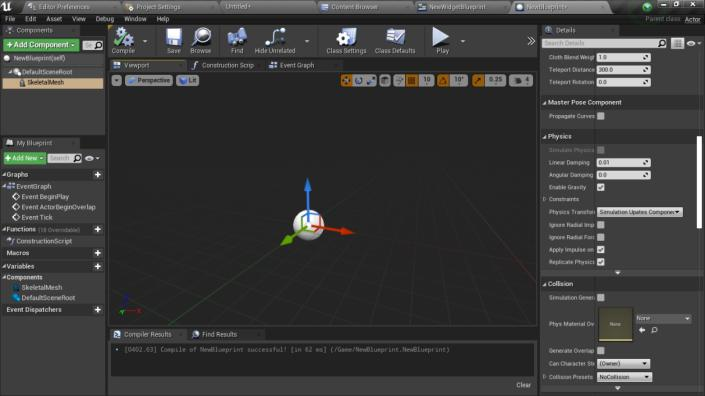 Editor Preferences
Project Settings
Untitled*
Content Browser
NewWidgetBlueprint
NewBlueprint*
File Edit Asset View Debug Window Help
Parent class: Actor
Components
+ Add Component
NewBlueprint(self)
DefaultSceneRoot
SkeletalMesh
Compile
Save
Browse
Find
Hide Unrelated
Class Settings
Class Defaults
Play
Viewport
Construction Scrip
Event Graph
Perspective
Lit
10
10°
0.25
4
My Blueprint
+ Add New
Search
Graphs
EventGraph
Event BeginPlay
Event ActorBeginOverlap
Event Tick
Functions (18 Overridable)
ConstructionScript
Macros
Variables
Components
SkeletalMesh
DefaultSceneRoot
Event Dispatchers
Compiler Results
Find Results
[0402.63] Compile of NewBlueprint successful! [in 62 ms] (/Game/NewBlueprint.NewBlueprint)
Clear
Details
Search Details
Cloth Blend Weigh 1.0
Teleport Distance 300.0
Teleport Rotation 0.0
Master Pose Component
Propagate Curves
Physics
Simulate Physics
Linear Damping 0.01
Angular Damping 0.0
Enable Gravity
Constraints
Physics Transform Simulation Upates Componen
Ignore Radial Imp
Ignore Radial Forc
Apply Impulse on
Replicate Physics
Collision
Simulation Genera
Phys Material Ov
None
None
Generate Overlap
Can Character Ste (Owner)
Collision Presets NoCollision